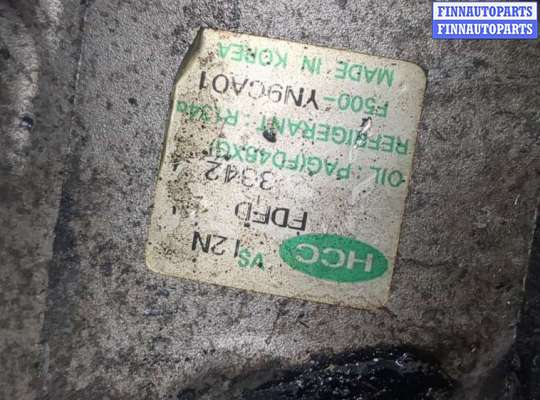 FINNAUTOPARTS
FINNAUTOPARTS
HCC VS12N
FDFD
3342
OIL : PAG(FD46XG)
REFRIGERANT : R134a
F500-YN9CA01
MADE IN KOREA